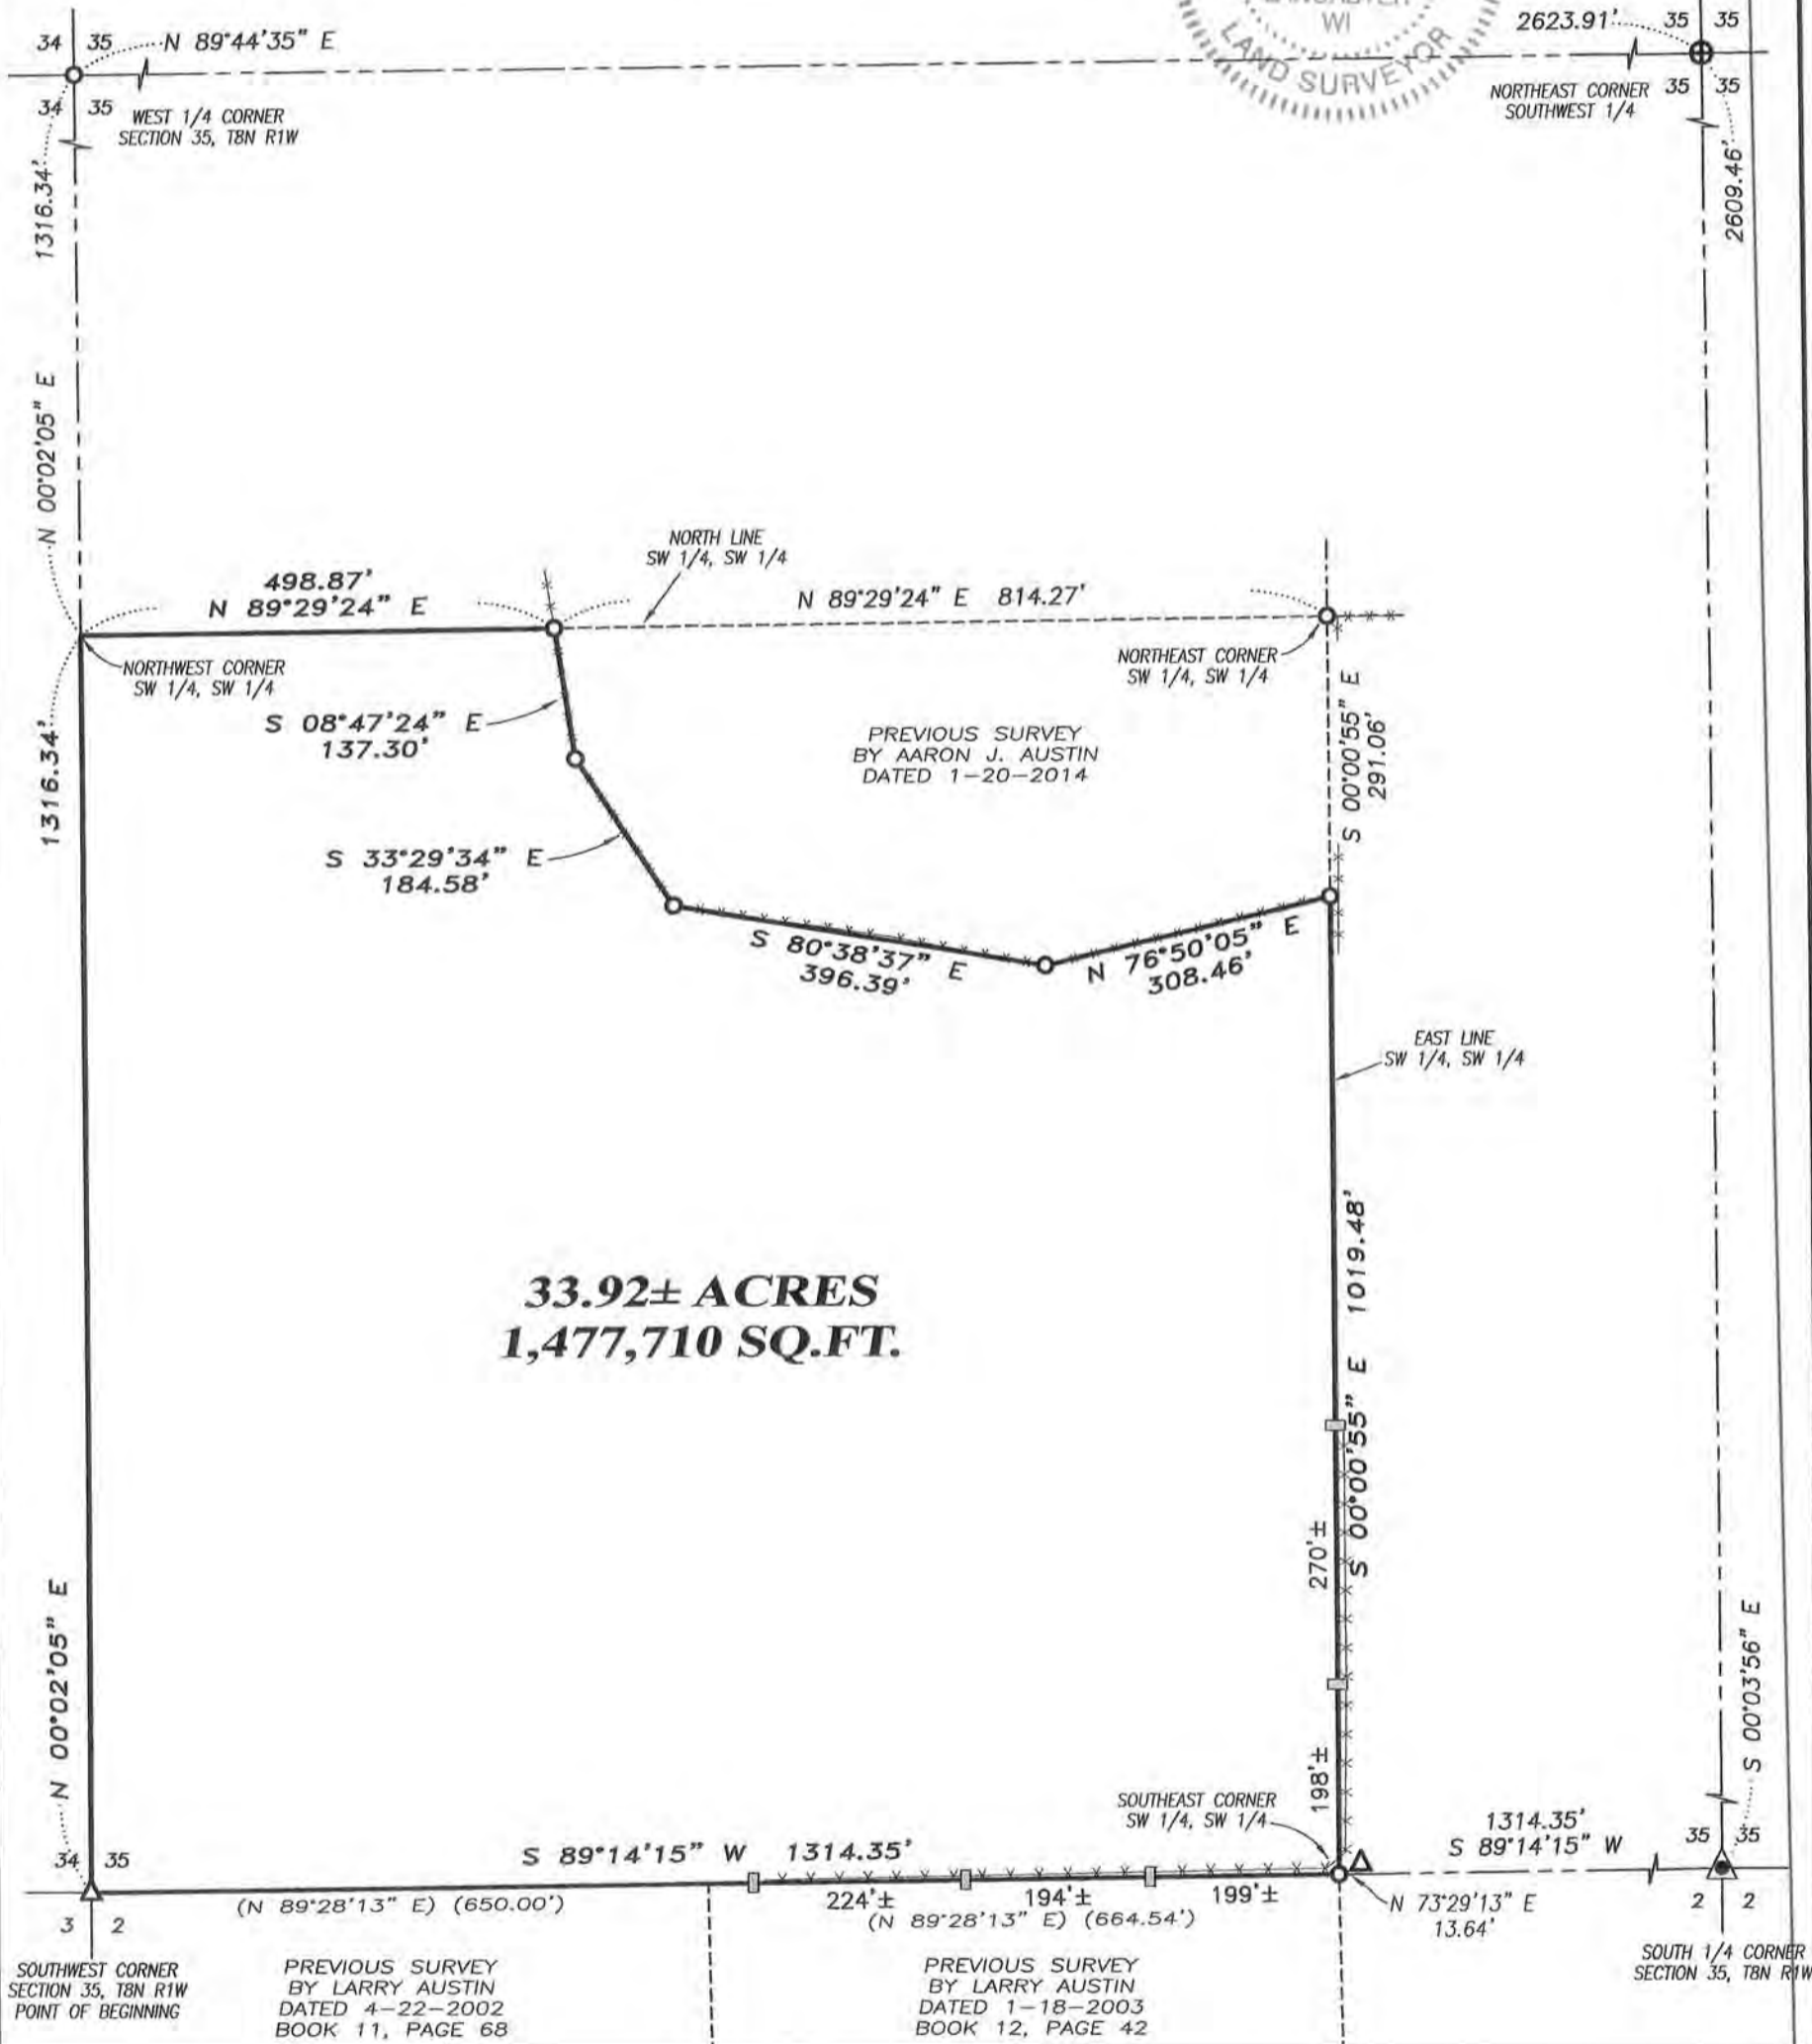 WI
LAND SURVEYOR
34 35
N 89°44'35" E
2623.91'
35 35
34 35
WEST 1/4 CORNER
SECTION 35, T8N R1W
NORTHEAST CORNER
SOUTHWEST 1/4
35 35
1316.34'
2609.46'
N 00°02'05" E
498.87'
N 89°29'24" E
NORTH LINE
SW 1/4, SW 1/4
N 89°29'24" E 814.27'
NORTHWEST CORNER
SW 1/4, SW 1/4
NORTHEAST CORNER
SW 1/4, SW 1/4
S 08°47'24" E
137.30'
S 00°00'55" E
291.06'
PREVIOUS SURVEY
BY AARON J. AUSTIN
DATED 1-20-2014
1316.34'
S 33°29'34" E
184.58'
S 80°38'37" E
396.39'
N 76°50'05" E
308.46'
EAST LINE
SW 1/4, SW 1/4
33.92± ACRES
1,477,710 SQ.FT.
S 00°00'55" E 1019.48'
270'±
198'±
N 00°02'05" E
S 00°03'56" E
SOUTHEAST CORNER
SW 1/4, SW 1/4
1314.35'
S 89°14'15" W
35 35
34 35
S 89°14'15" W 1314.35'
(N 89°28'13" E) (650.00')
224'±
194'±
199'±
(N 89°28'13" E) (664.54')
N 73°29'13" E
13.64'
3 2
2 2
SOUTHWEST CORNER
SECTION 35, T8N R1W
POINT OF BEGINNING
PREVIOUS SURVEY
BY LARRY AUSTIN
DATED 4-22-2002
BOOK 11, PAGE 68
PREVIOUS SURVEY
BY LARRY AUSTIN
DATED 1-18-2003
BOOK 12, PAGE 42
SOUTH 1/4 CORNER
SECTION 35, T8N R1W